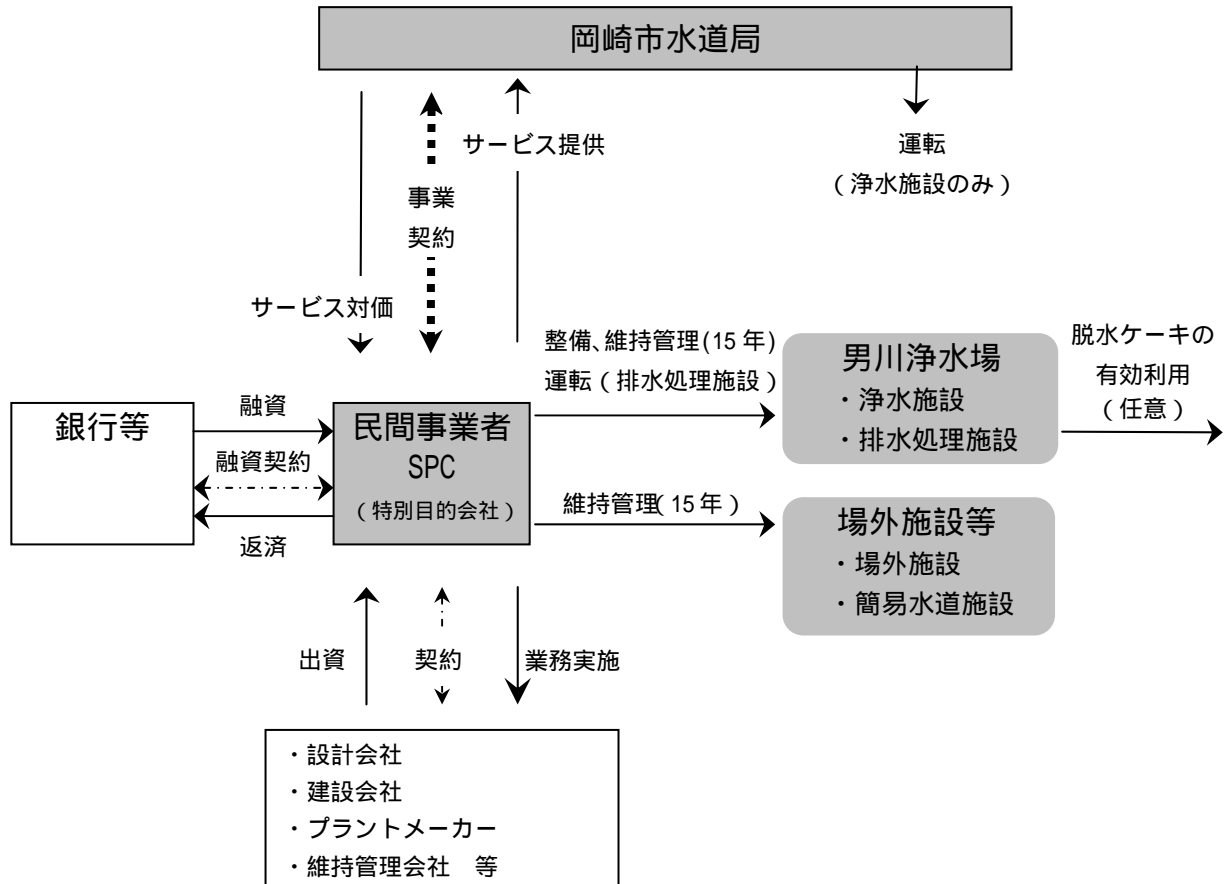 岡崎市水道局
サービス提供
運転
（浄水施設のみ）
事業
契約
サービス対価
整備、維持管理(15年)
運転（排水処理施設）
男川浄水場
・浄水施設
・排水処理施設
脱水ケーキの
有効利用
（任意）
銀行等
融資
融資契約
返済
民間事業者
SPC
（特別目的会社）
維持管理(15年)
場外施設等
・場外施設
・簡易水道施設
出資
契約
業務実施
・設計会社
・建設会社
・プラントメーカー
・維持管理会社　等